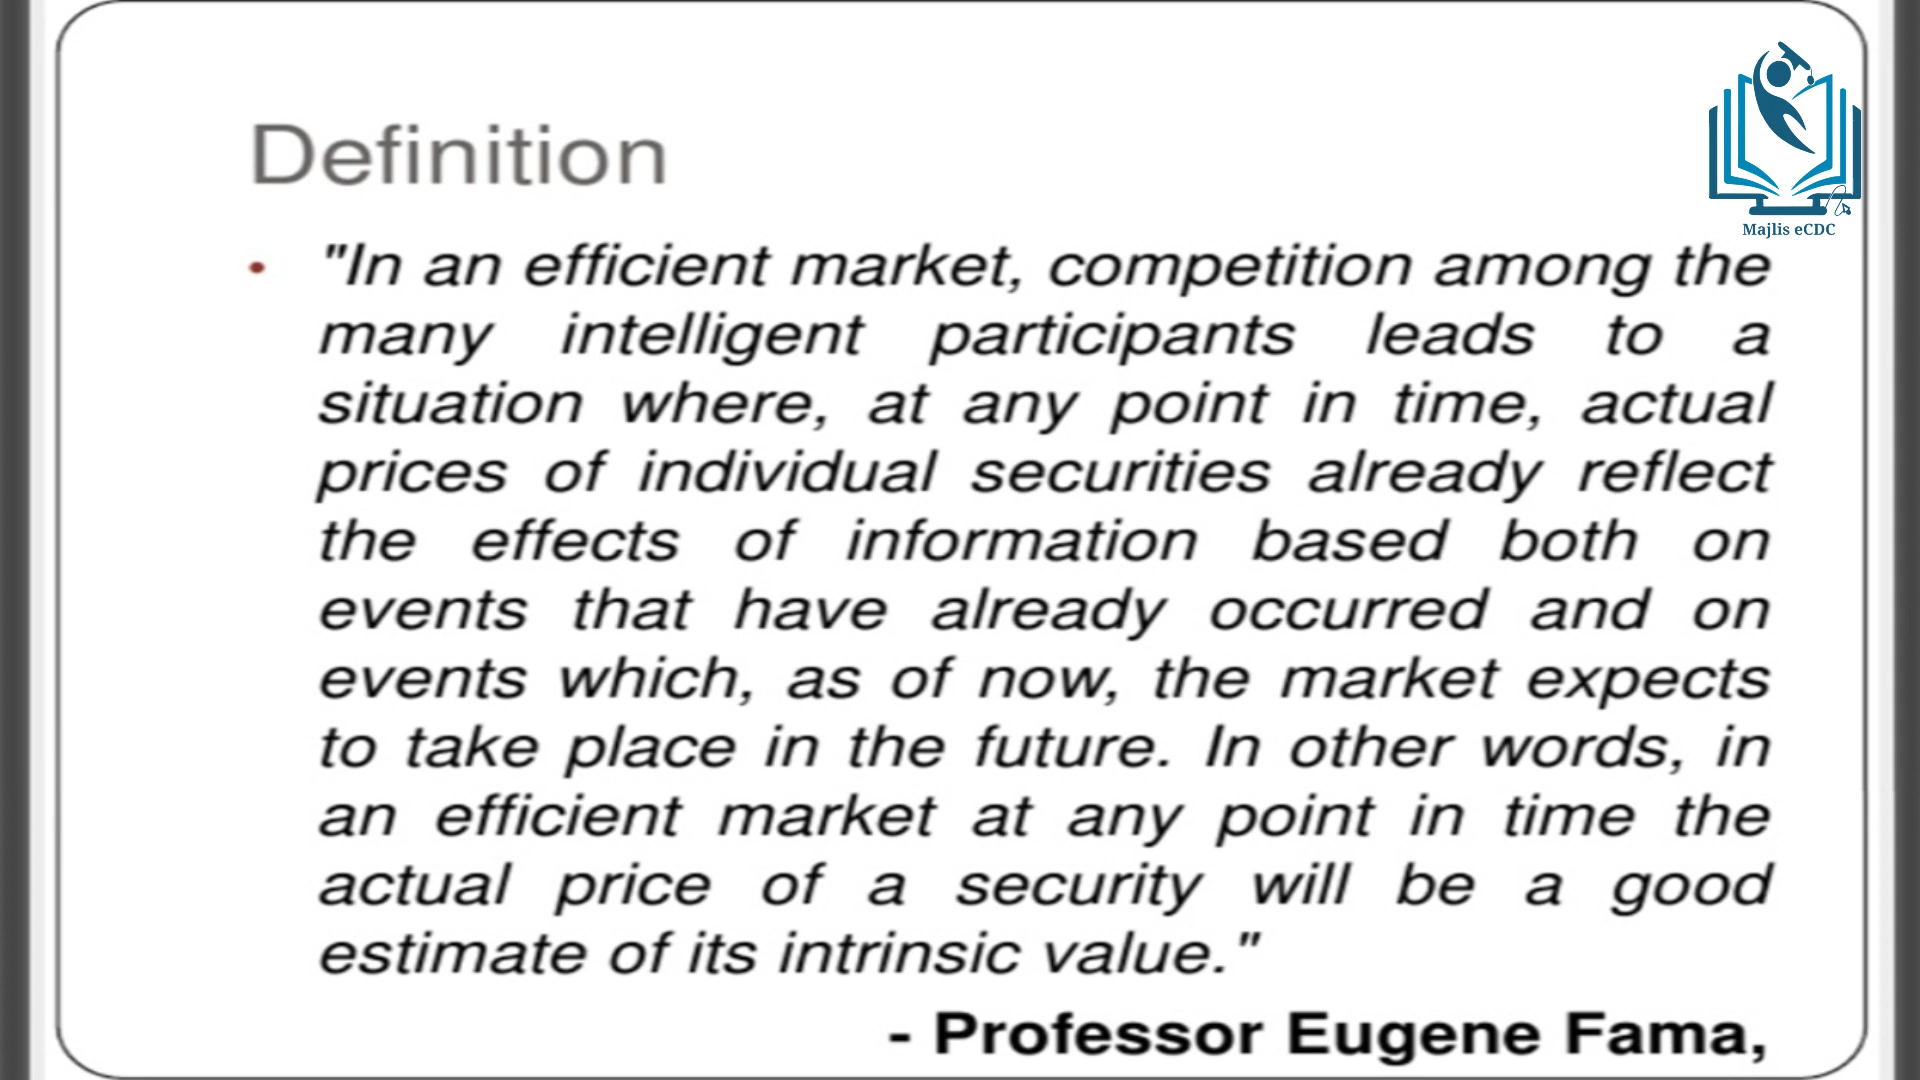 Definition
Majlis eCDC
• "In an efficient market, competition among the
many intelligent participants leads to a
situation where, at any point in time, actual
prices of individual securities already reflect
the effects of information based both on
events that have already occurred and on
events which, as of now, the market expects
to take place in the future. In other words, in
an efficient market at any point in time the
actual price of a security will be a good
estimate of its intrinsic value."
- Professor Eugene Fama,